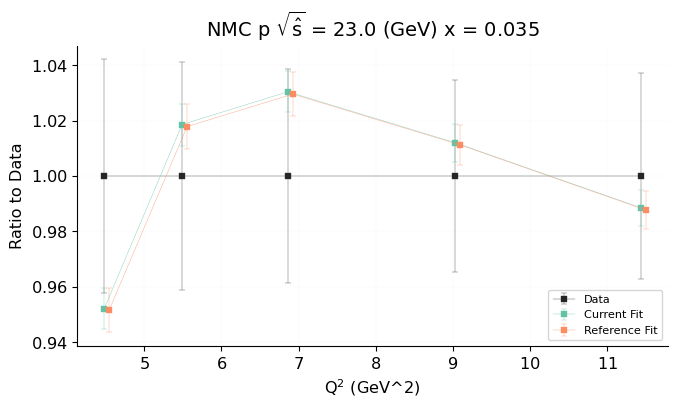 NMC p √ŝ = 23.0 (GeV) x = 0.035
Ratio to Data
1.04
1.02
1.00
0.98
0.96
0.94
5 6 7 8 9 10 11
Q² (GeV^2)
Data
Current Fit
Reference Fit